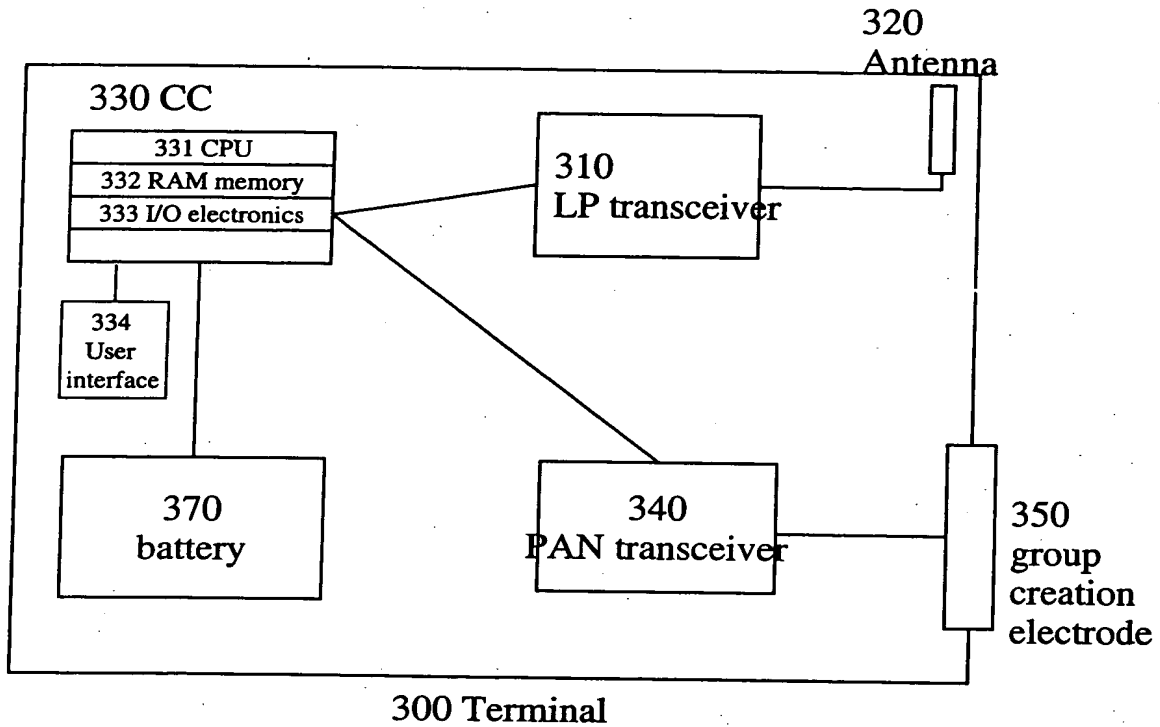 320
Antenna
330 CC
331 CPU
332 RAM memory
333 I/O electronics
310
LP transceiver
334
User
interface
370
battery
340
PAN transceiver
350
group
creation
electrode
300 Terminal